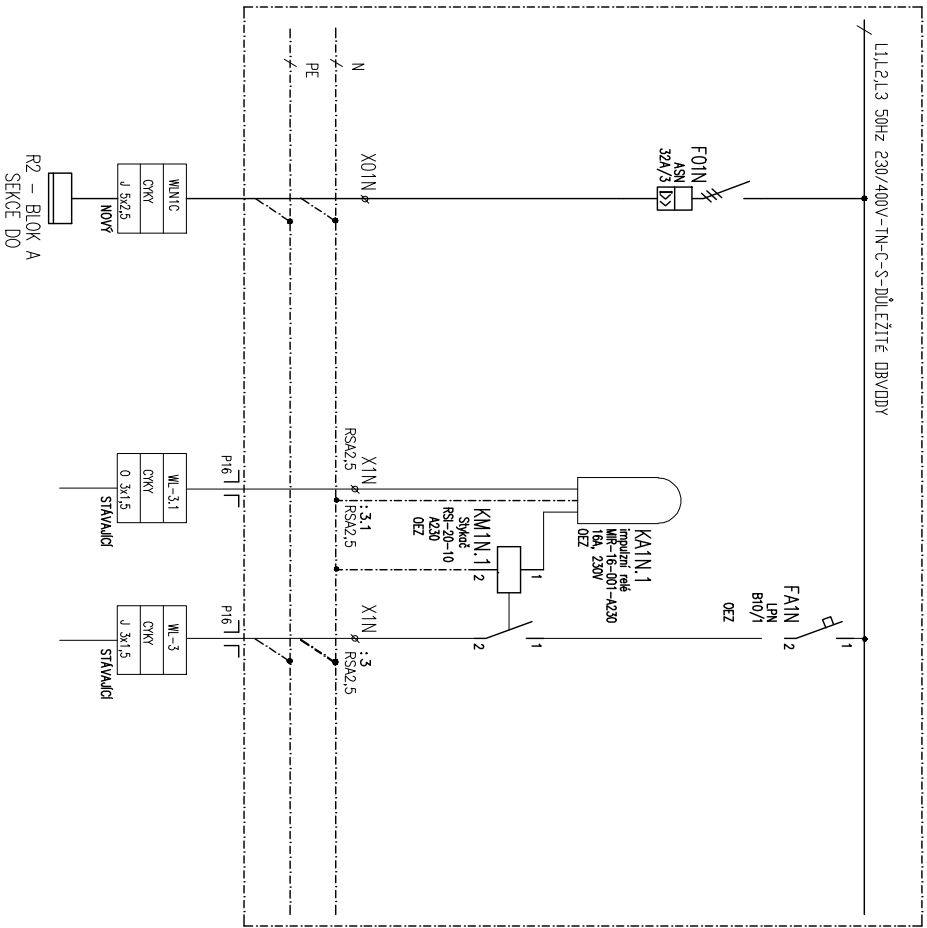 L1,L2,L3 50Hz 230/400V-TN-C-S-DŮLEŽITÉ OBVODY
N
PE
F01N
ASN
32A/3
X01N
WLN1C
CYKY
J 5x2,5
NOVÝ
R2 - BLOK A
SEKCE DO
KA1N.1
impulzní relé
MIR-16-001-A230
16A, 230V
OEZ
KM1N.1
Stykač
RSI-20-10
A230
OEZ
1
2
X1N
RSA2,5
:3.1
RSA2,5
P16
WL-3.1
CYKY
O 3x1,5
STÁVAJÍCÍ
FA1N
LPN
B10/1
OEZ
1
2
1
2
X1N
:3
RSA2,5
P16
WL-3
CYKY
J 3x1,5
STÁVAJÍCÍ